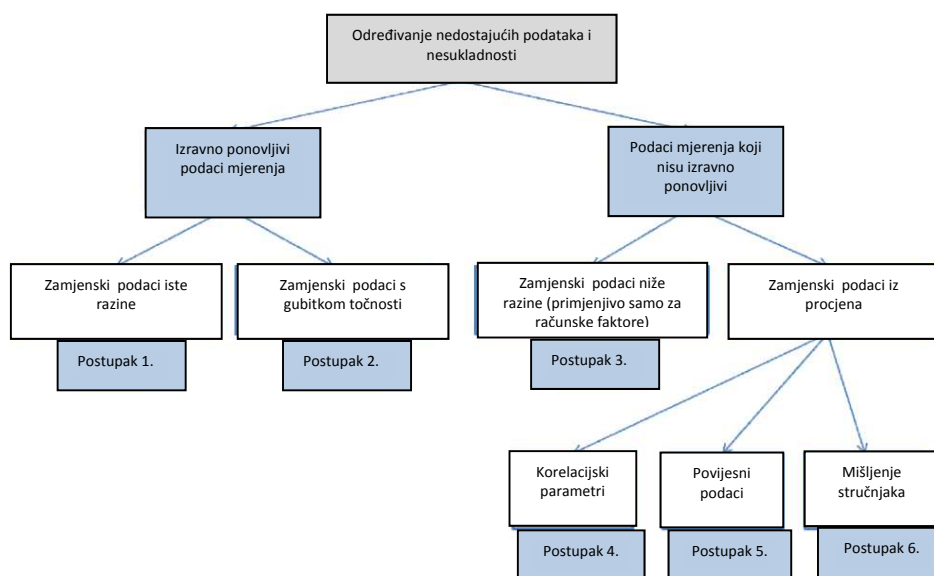 Određivanje nedostajućih podataka i
nesukladnosti
Izravno ponovljivi
podaci mjerenja
Podaci mjerenja koji
nisu izravno
ponovljivi
Zamjenski podaci iste
razine
Zamjenski podaci s
gubitkom točnosti
Zamjenski podaci niže
razine (primjenjivo samo za
računske faktore)
Zamjenski podaci iz
procjena
Postupak 1.
Postupak 2.
Postupak 3.
Korelacijski
parametri
Povijesni
podaci
Mišljenje
stručnjaka
Postupak 4.
Postupak 5.
Postupak 6.